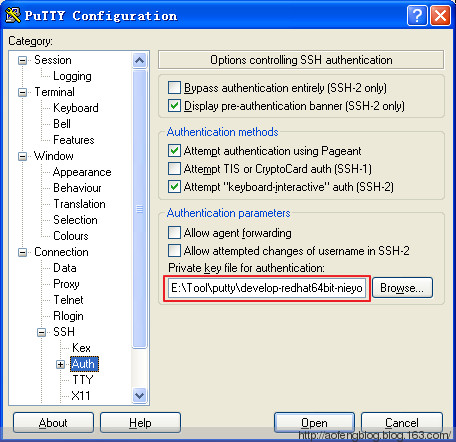 PuTTY Configuration
Category:
Session
Logging
Terminal
Keyboard
Bell
Features
Window
Appearance
Behaviour
Translation
Selection
Colours
Connection
Data
Proxy
Telnet
Rlogin
SSH
Kex
Auth
TTY
X11
Options controlling SSH authentication
Bypass authentication entirely (SSH-2 only)
Display pre-authentication banner (SSH-2 only)
Authentication methods
Attempt authentication using Pageant
Attempt TIS or CryptoCard auth (SSH-1)
Attempt "keyboard-interactive" auth (SSH-2)
Authentication parameters
Allow agent forwarding
Allow attempted changes of username in SSH-2
Private key file for authentication:
E:\Tool\putty\develop-redhat64bit-nieyo
Browse...
About
Help
Open
Cancel
http://aofengblog.blog.163.com/